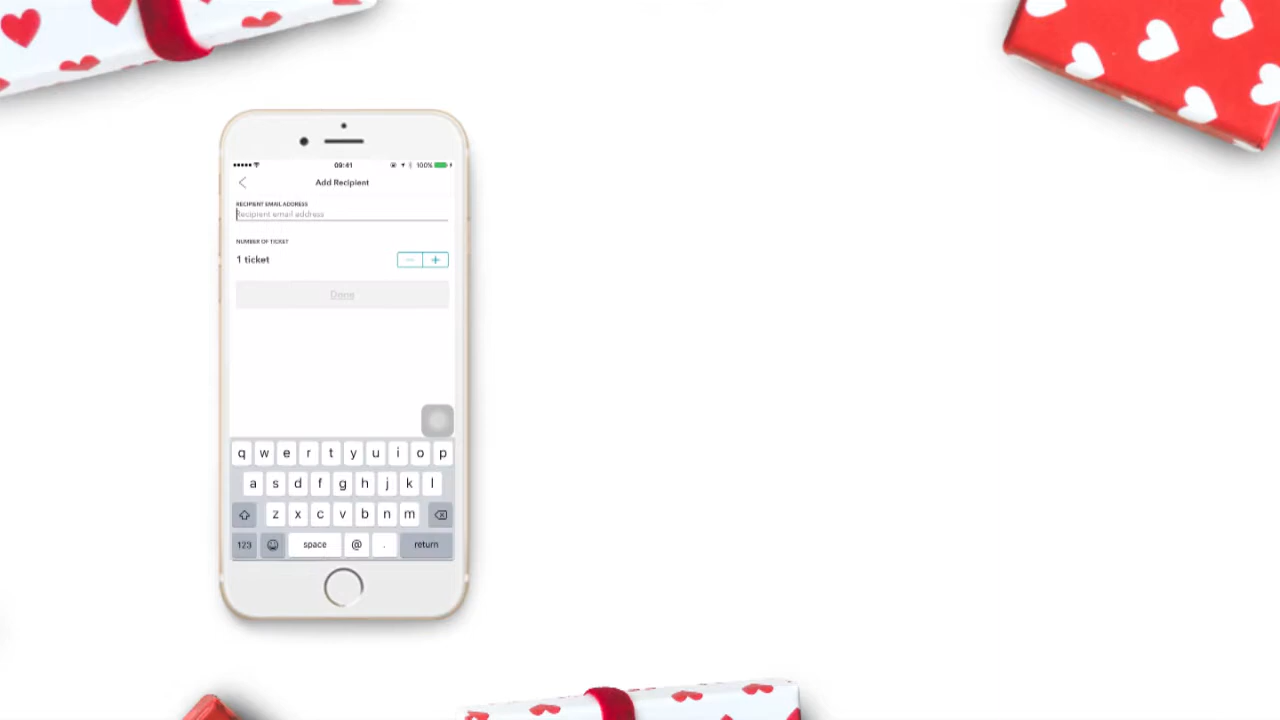 09:41
100%
Add Recipient
RECIPIENT EMAIL ADDRESS
Recipient email address
NUMBER OF TICKET
1 ticket
− +
Done
q w e r t y u i o p
a s d f g h j k l
z x c v b n m
123 space @ . return